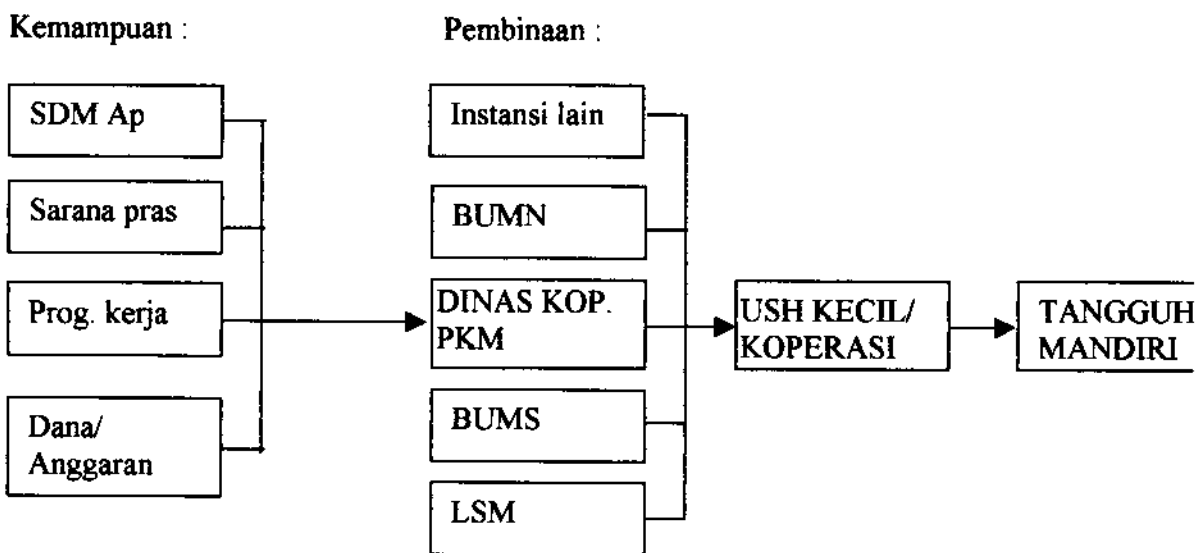 Kemampuan :
Pembinaan :
SDM Ap
Sarana pras
Prog. kerja
Dana/
Anggaran
Instansi lain
BUMN
DINAS KOP.
PKM
BUMS
LSM
USH KECIL/
KOPERASI
TANGGUH
MANDIRI